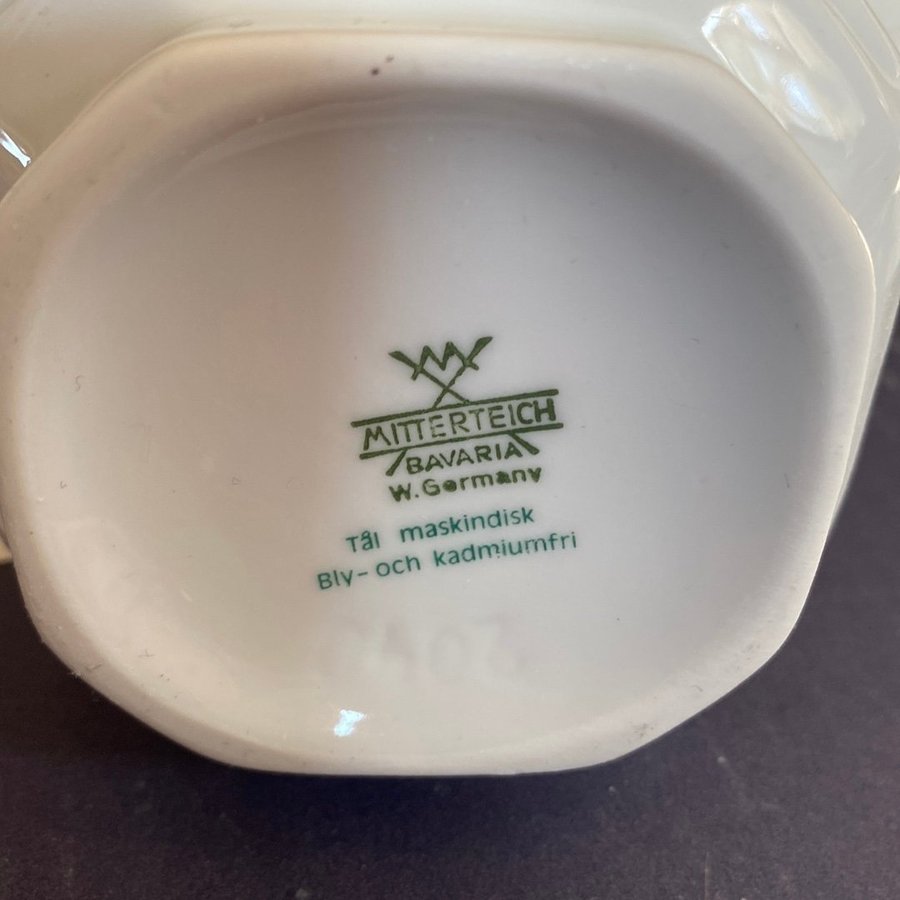 M
MITTERTEICH
BAVARIA
W.Germany
Tål maskindisk
Bly- och kadmiumfri